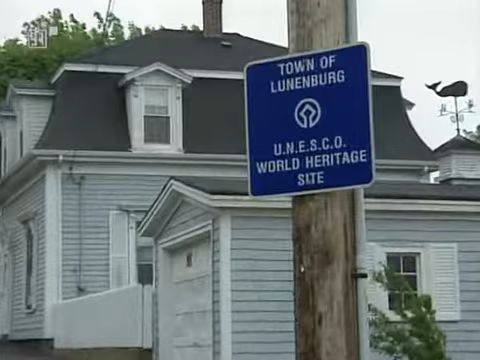 TOWN OF
LUNENBURG
U.N.E.S.C.O.
WORLD HERITAGE
SITE